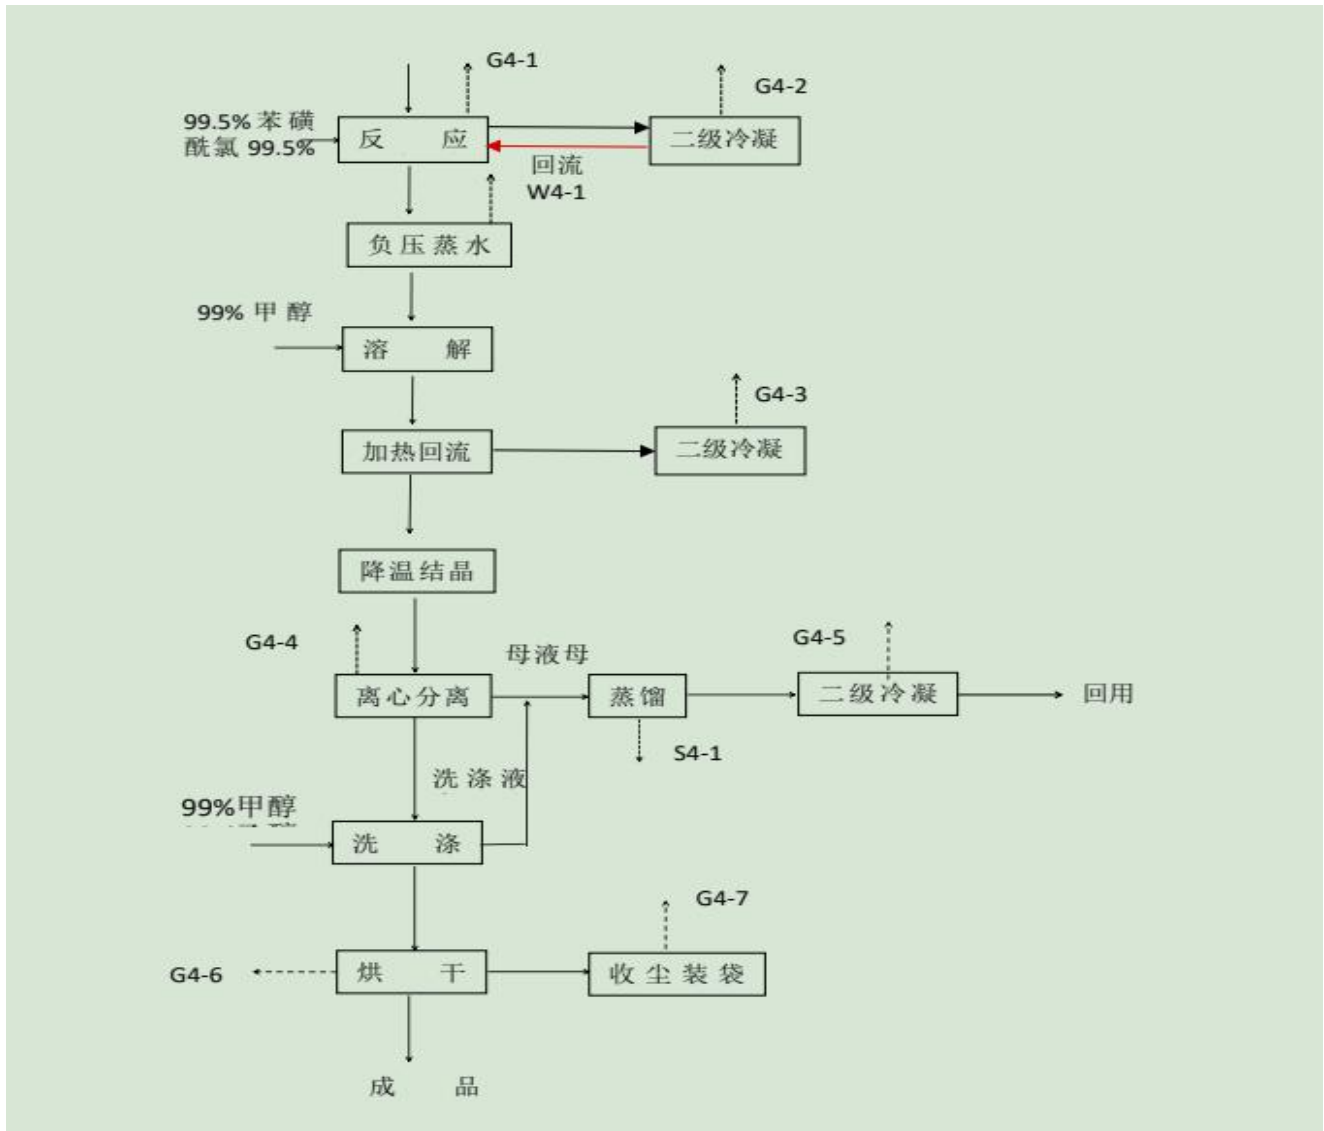 G4-1
G4-2
99.5% 苯磺
酰氯 99.5%
反 应
二级冷凝
回流
W4-1
负压蒸水
99% 甲醇
溶 解
G4-3
加热回流
二级冷凝
降温结晶
G4-4
母液母
G4-5
离心分离
蒸馏
二级冷凝
回用
S4-1
洗涤液
99%甲醇
洗 涤
G4-7
G4-6
烘 干
收尘装袋
成 品